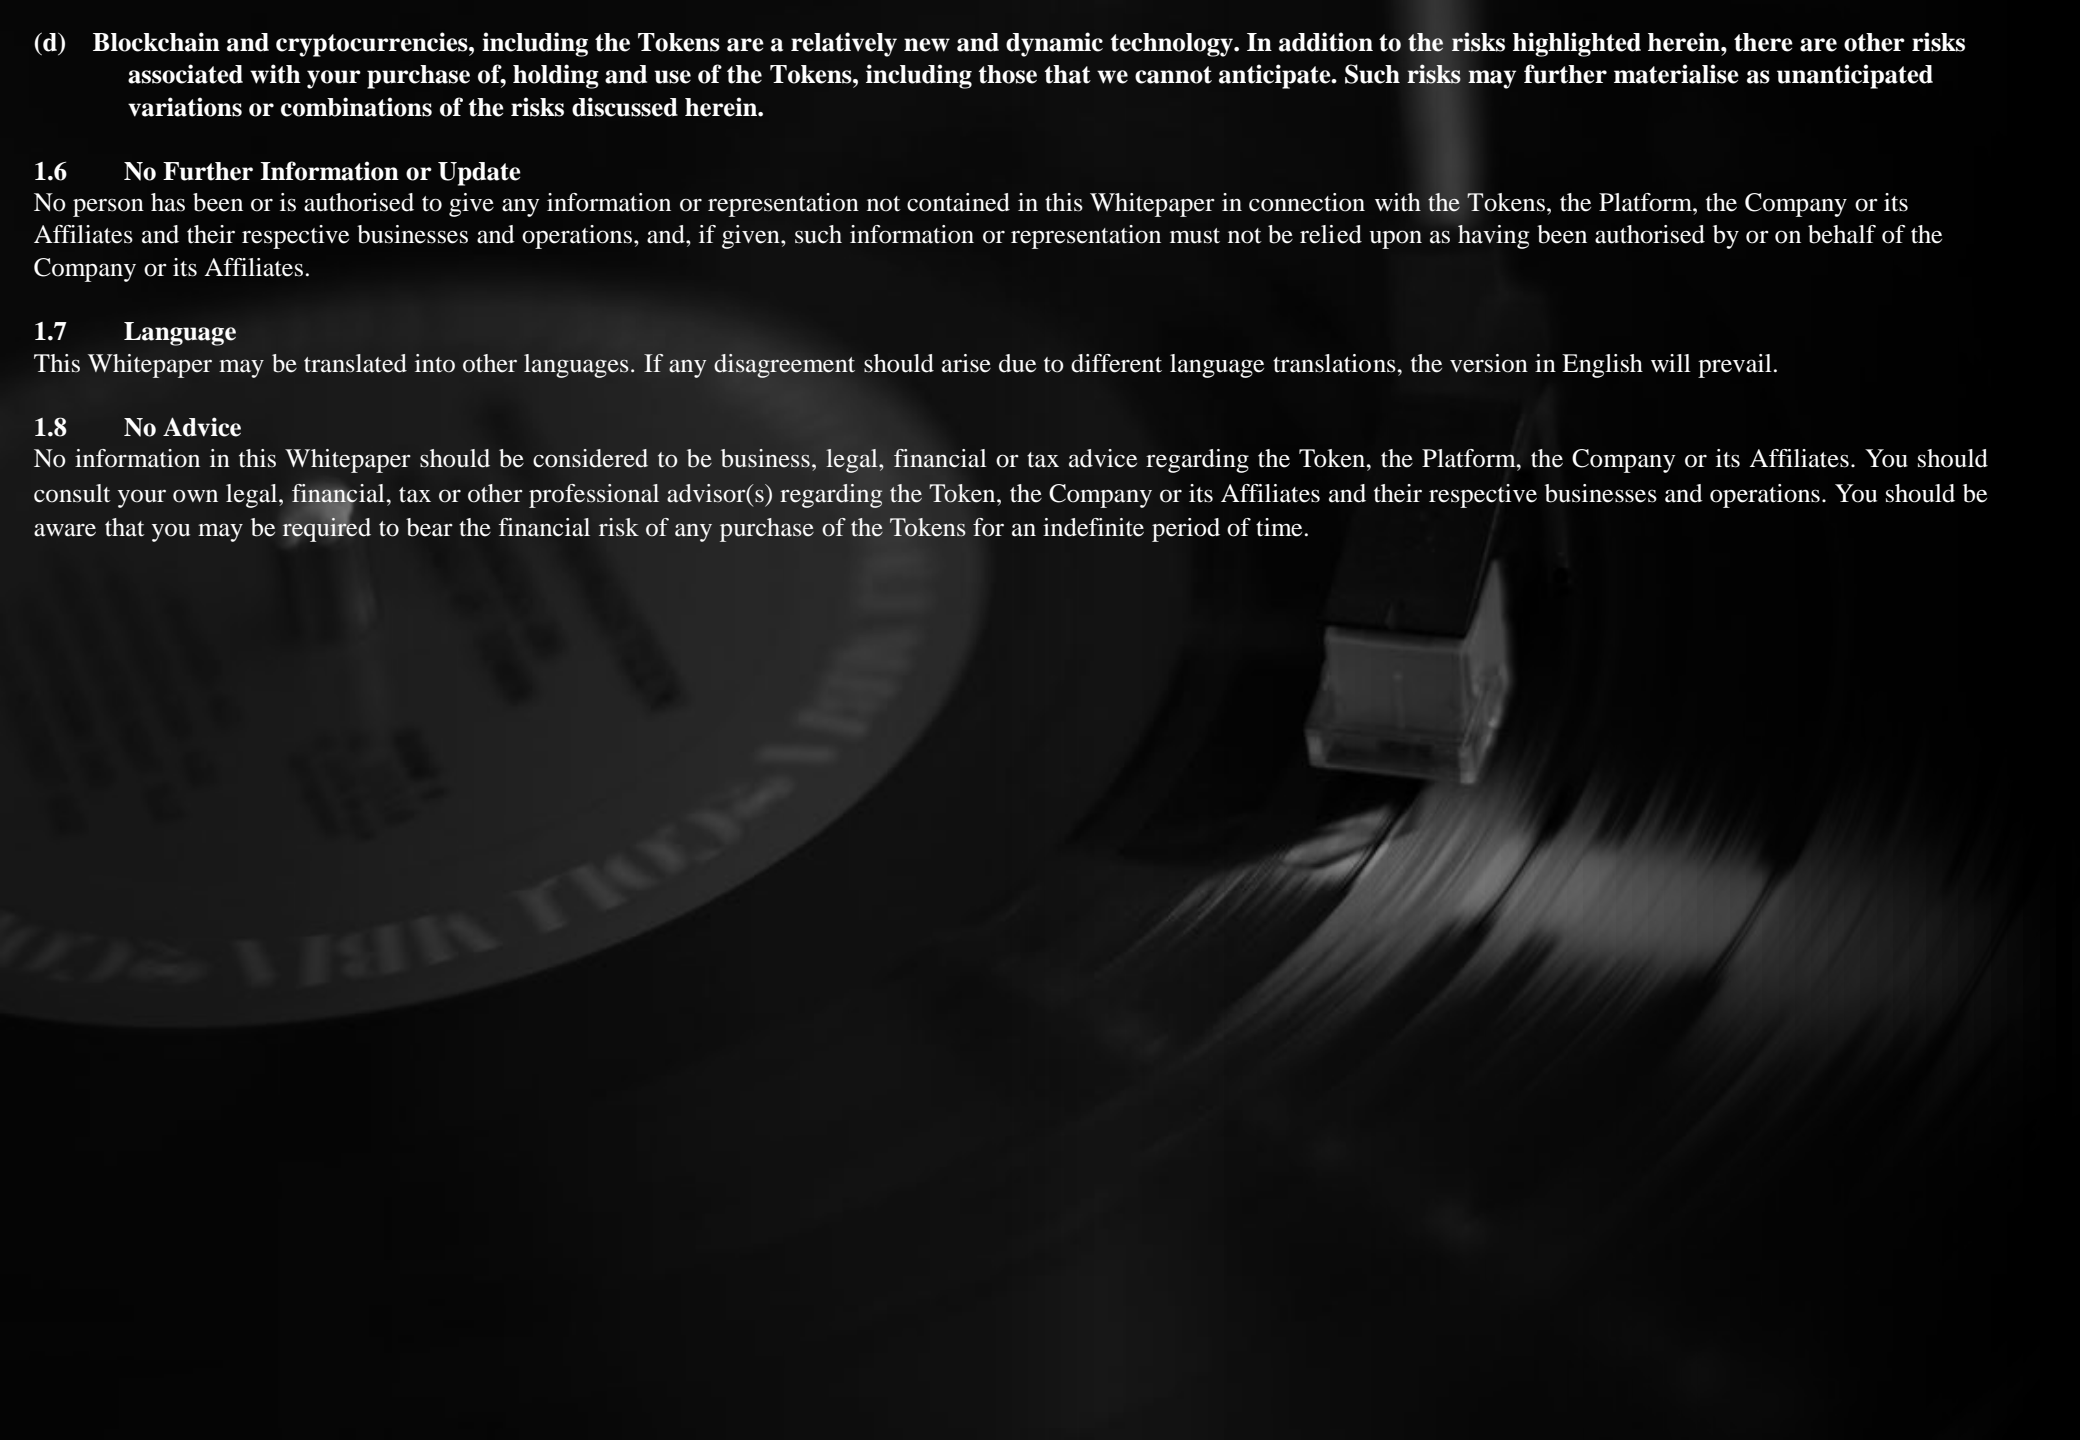 (d) Blockchain and cryptocurrencies, including the Tokens are a relatively new and dynamic technology. In addition to the risks highlighted herein, there are other risks
associated with your purchase of, holding and use of the Tokens, including those that we cannot anticipate. Such risks may further materialise as unanticipated
variations or combinations of the risks discussed herein.
1.6 No Further Information or Update
No person has been or is authorised to give any information or representation not contained in this Whitepaper in connection with the Tokens, the Platform, the Company or its
Affiliates and their respective businesses and operations, and, if given, such information or representation must not be relied upon as having been authorised by or on behalf of the
Company or its Affiliates.
1.7 Language
This Whitepaper may be translated into other languages. If any disagreement should arise due to different language translations, the version in English will prevail.
1.8 No Advice
No information in this Whitepaper should be considered to be business, legal, financial or tax advice regarding the Token, the Platform, the Company or its Affiliates. You should
consult your own legal, financial, tax or other professional advisor(s) regarding the Token, the Company or its Affiliates and their respective businesses and operations. You should be
aware that you may be required to bear the financial risk of any purchase of the Tokens for an indefinite period of time.